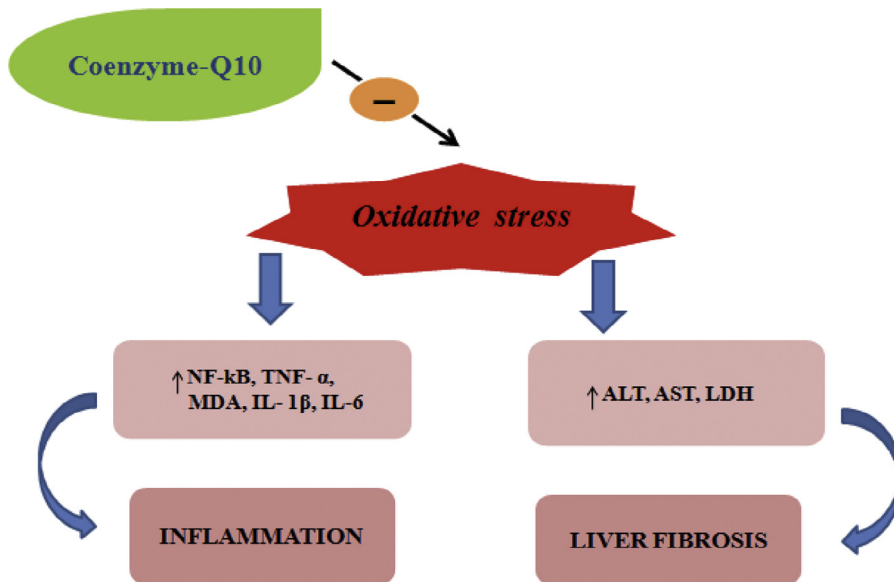 Coenzyme-Q10
–
Oxidative stress
↑ NF-kB, TNF- α,
MDA, IL- 1β, IL-6
↑ ALT, AST, LDH
INFLAMMATION
LIVER FIBROSIS